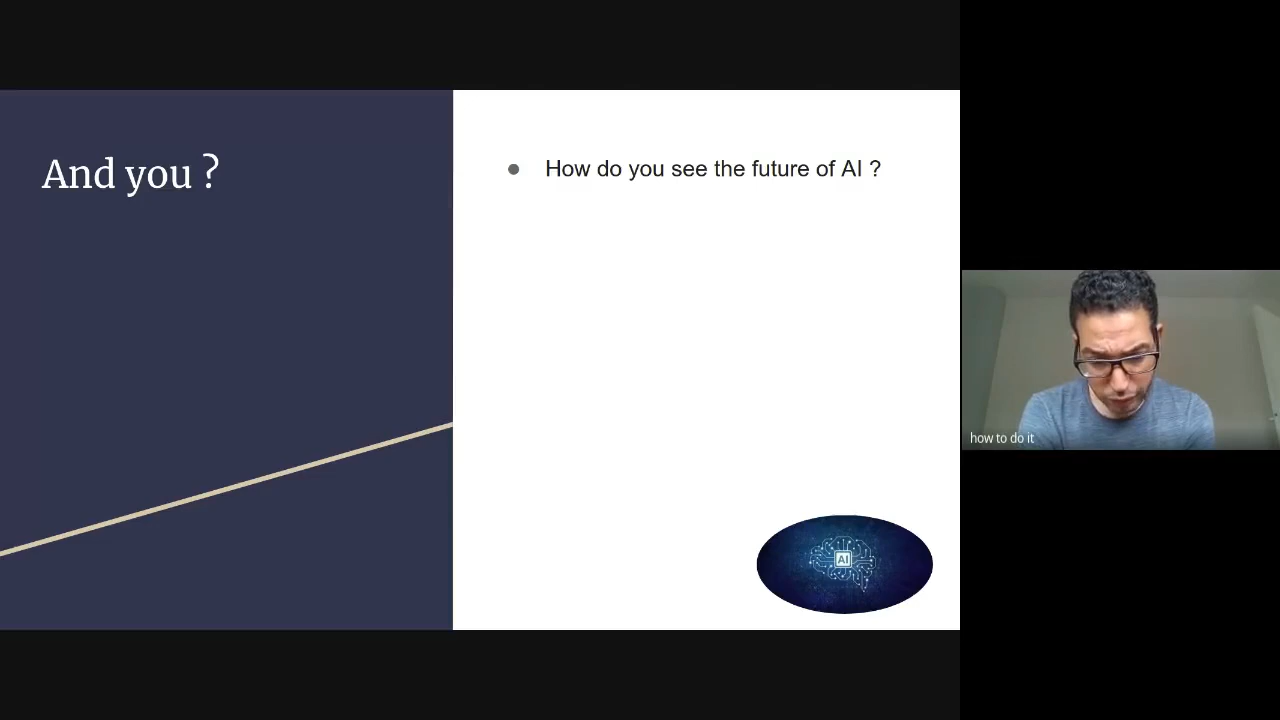 And you ?
How do you see the future of AI ?
how to do it
AI